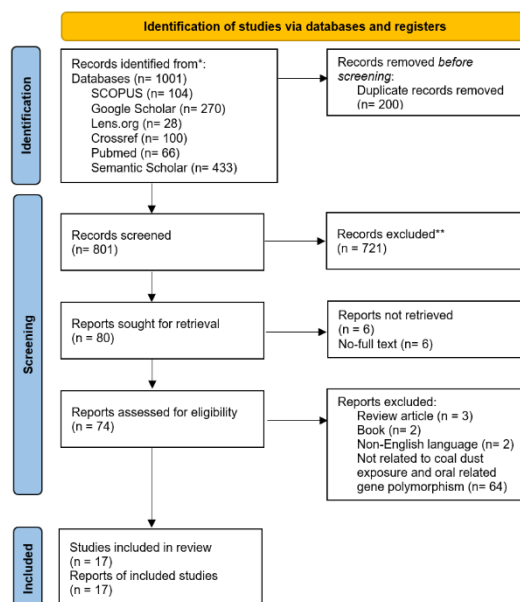 Identification of studies via databases and registers
Identification
Records identified from*:
Databases (n= 1001)
SCOPUS (n= 104)
Google Scholar (n= 270)
Lens.org (n= 28)
Crossref (n= 100)
Pubmed (n= 66)
Semantic Scholar (n= 433)
Records removed before
screening:
Duplicate records removed
(n= 200)
Screening
Records screened
(n= 801)
Records excluded**
(n = 721)
Reports sought for retrieval
(n = 80)
Reports not retrieved
(n = 6)
No-full text (n= 6)
Reports assessed for eligibility
(n = 74)
Reports excluded:
Review article (n = 3)
Book (n = 2)
Non-English language (n = 2)
Not related to coal dust
exposure and oral related
gene polymorphism (n= 64)
Included
Studies included in review
(n = 17)
Reports of included studies
(n = 17)